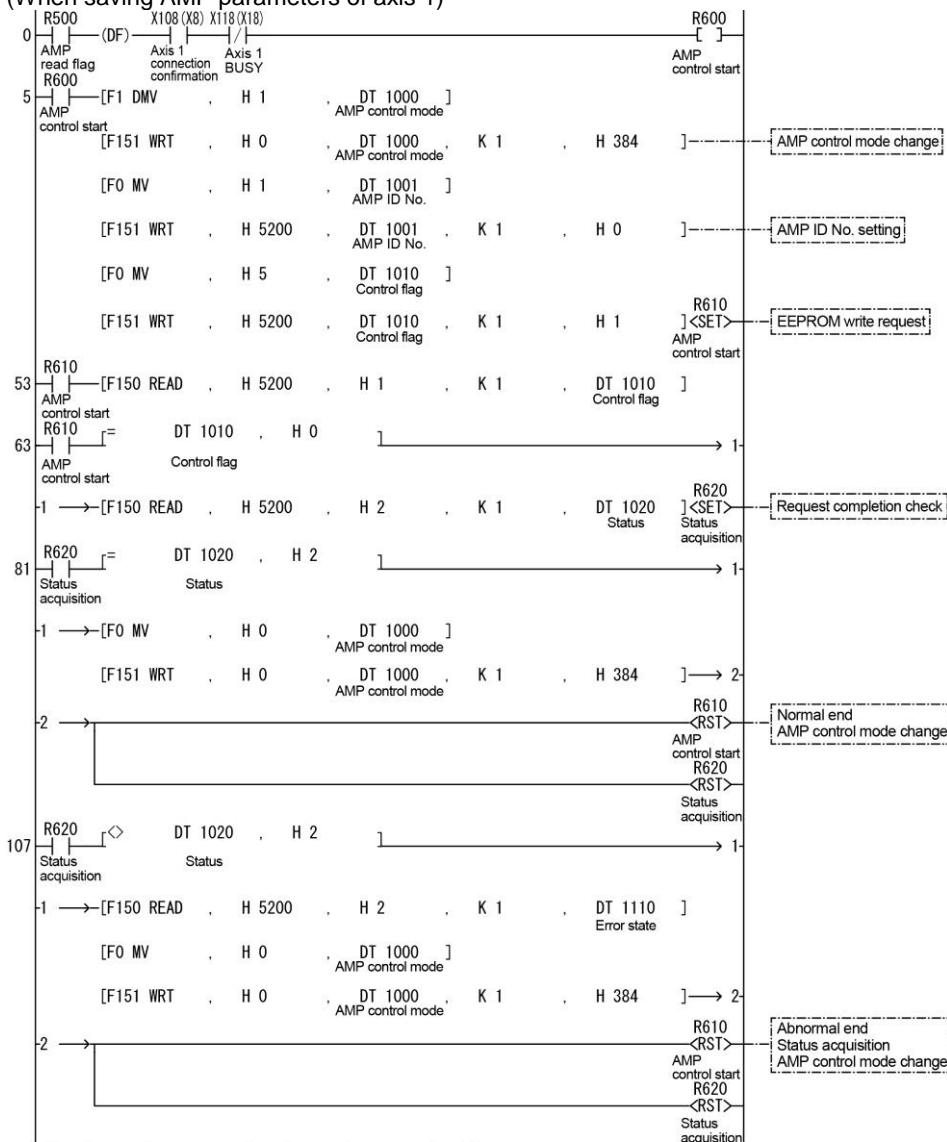 (When saving AMP parameters of axis 1)
R500 X108(X8) X118(X18) R600
0 (DF)
AMP read flag Axis 1 connection confirmation Axis 1 BUSY AMP control start
R600
5 [F1 DMV , H 1 , DT 1000 ]
AMP control start AMP control mode
[F151 WRT , H 0 , DT 1000 , K 1 , H 384 ] AMP control mode change
AMP control mode
[F0 MV , H 1 , DT 1001 ]
AMP ID No.
[F151 WRT , H 5200 , DT 1001 , K 1 , H 0 ] AMP ID No. setting
AMP ID No.
[F0 MV , H 5 , DT 1010 ]
Control flag
R610
[F151 WRT , H 5200 , DT 1010 , K 1 , H 1 ]<SET> EEPROM write request
Control flag AMP control start
R610
53 [F150 READ , H 5200 , H 1 , K 1 , DT 1010 ]
AMP control start Control flag
R610
63 = DT 1010 , H 0 1
AMP control start Control flag
R620
1 [F150 READ , H 5200 , H 2 , K 1 , DT 1020 ]<SET> Request completion check
Status Status acquisition
R620
81 = DT 1020 , H 2 1
Status acquisition Status
1 [F0 MV , H 0 , DT 1000 ]
AMP control mode
[F151 WRT , H 0 , DT 1000 , K 1 , H 384 ] 2
AMP control mode
R610
2 <RST> Normal end
AMP control mode change
AMP control start
R620
<RST>
Status acquisition
R620
107 <> DT 1020 , H 2 1
Status acquisition Status
1 [F150 READ , H 5200 , H 2 , K 1 , DT 1110 ]
Error state
[F0 MV , H 0 , DT 1000 ]
AMP control mode
[F151 WRT , H 0 , DT 1000 , K 1 , H 384 ] 2
AMP control mode
R610
2 <RST> Abnormal end
Status acquisition
AMP control mode change
AMP control start
R620
<RST>
Status acquisition